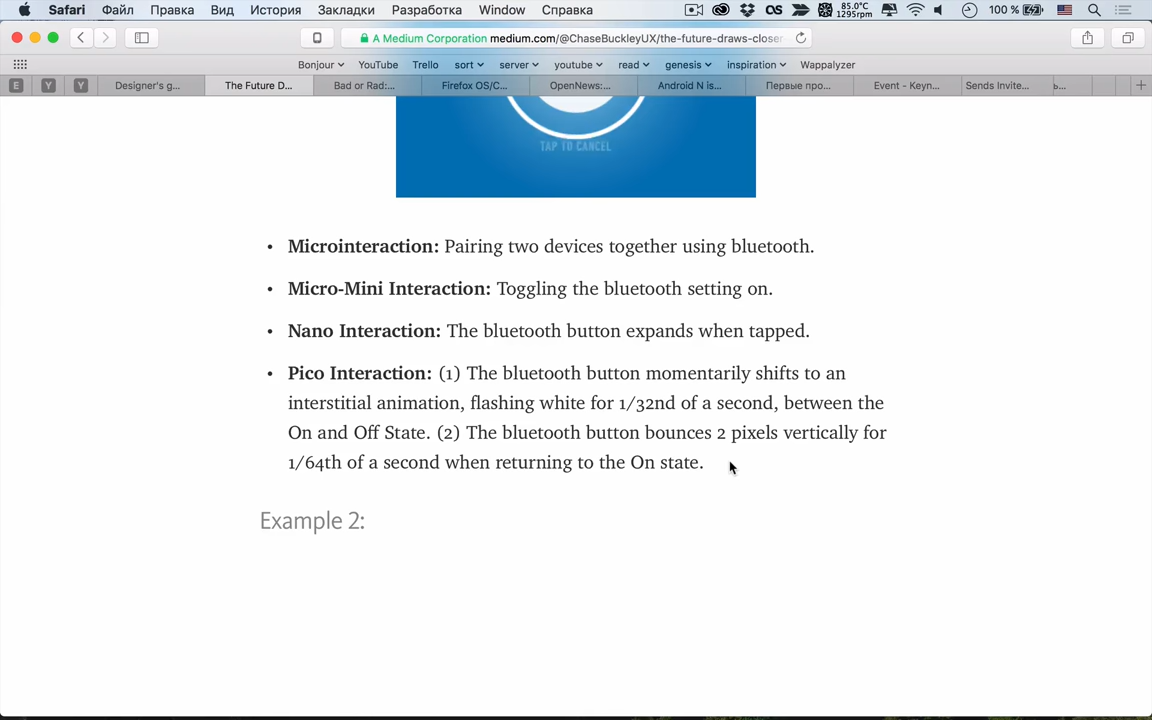 Safari Файл Правка Вид История Закладки Разработка Window Справка 85.0°C 1295rpm 100 %
A Medium Corporation medium.com/@ChaseBuckleyUX/the-future-draws-closer-
Bonjour YouTube Trello sort server youtube read genesis inspiration Wappalyzer
E Y Y Designer's g... The Future D... Bad or Rad:... Firefox OS/C... OpenNews:... Android N is... Первые про... Event - Keyn... Sends Invite... ь...
TAP TO CANCEL
• Microinteraction: Pairing two devices together using bluetooth.
• Micro-Mini Interaction: Toggling the bluetooth setting on.
• Nano Interaction: The bluetooth button expands when tapped.
• Pico Interaction: (1) The bluetooth button momentarily shifts to an
interstitial animation, flashing white for 1/32nd of a second, between the
On and Off State. (2) The bluetooth button bounces 2 pixels vertically for
1/64th of a second when returning to the On state.
Example 2: